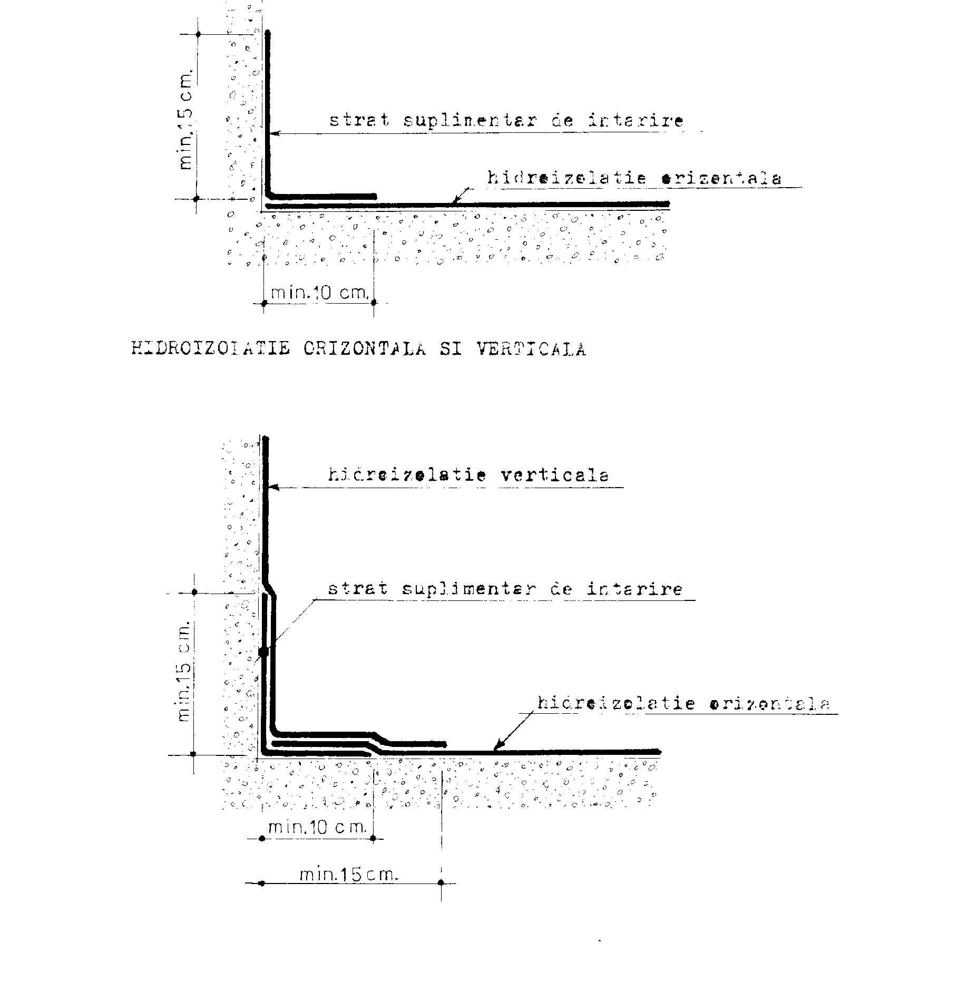 min.15 cm.
strat suplimentar de intarire
hidroizolatie orizontala
min.10 cm.
HIDROIZOLATIE ORIZONTALA SI VERTICALA
hidroizolatie verticala
strat suplimentar de intarire
min.15 cm.
hidroizolatie orizontala
min.10 cm.
min.15 cm.